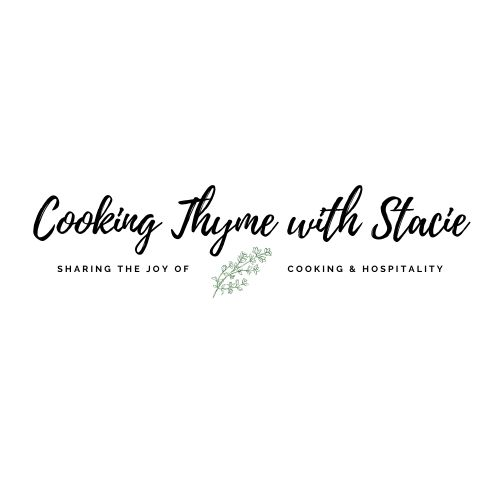 Cooking Thyme with Stacie
SHARING THE JOY OF COOKING & HOSPITALITY